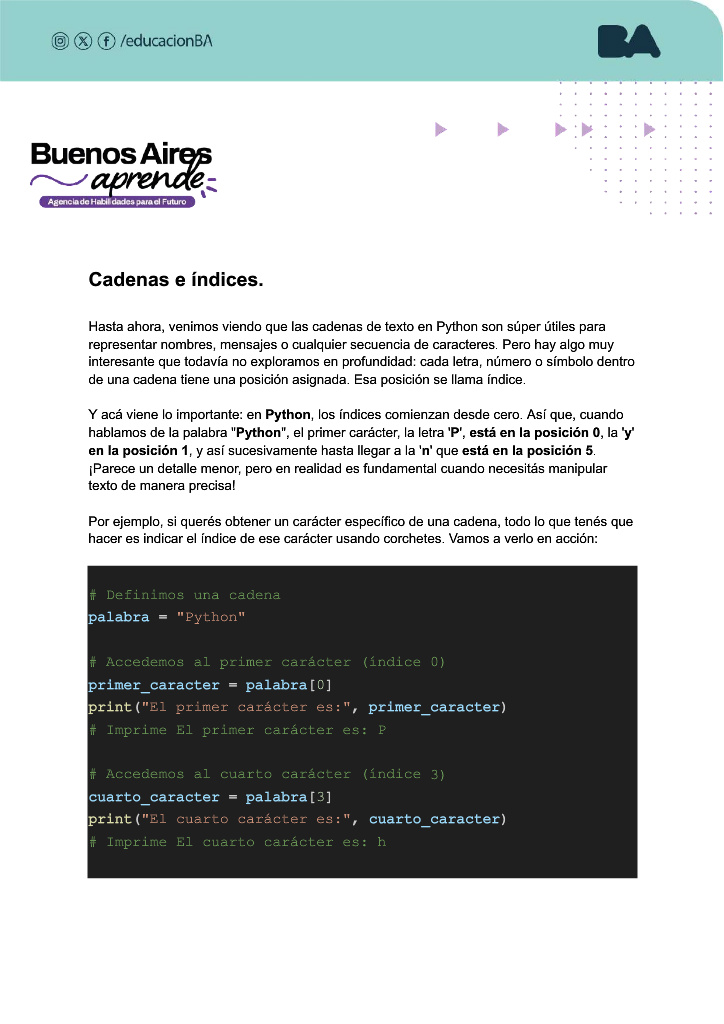 /educacionBA
BA
Buenos Aires
aprende
Agencia de Habilidades para el Futuro
Cadenas e índices.
Hasta ahora, venimos viendo que las cadenas de texto en Python son súper útiles para
representar nombres, mensajes o cualquier secuencia de caracteres. Pero hay algo muy
interesante que todavía no exploramos en profundidad: cada letra, número o símbolo dentro
de una cadena tiene una posición asignada. Esa posición se llama índice.
Y acá viene lo importante: en Python, los índices comienzan desde cero. Así que, cuando
hablamos de la palabra "Python", el primer carácter, la letra 'P', está en la posición 0, la 'y'
en la posición 1, y así sucesivamente hasta llegar a la 'n' que está en la posición 5.
¡Parece un detalle menor, pero en realidad es fundamental cuando necesitás manipular
texto de manera precisa!
Por ejemplo, si querés obtener un carácter específico de una cadena, todo lo que tenés que
hacer es indicar el índice de ese carácter usando corchetes. Vamos a verlo en acción:
# Definimos una cadena
palabra = "Python"
# Accedemos al primer carácter (índice 0)
primer_caracter = palabra[0]
print("El primer carácter es:", primer_caracter)
# Imprime El primer carácter es: P
# Accedemos al cuarto carácter (índice 3)
cuarto_caracter = palabra[3]
print("El cuarto carácter es:", cuarto_caracter)
# Imprime El cuarto carácter es: h